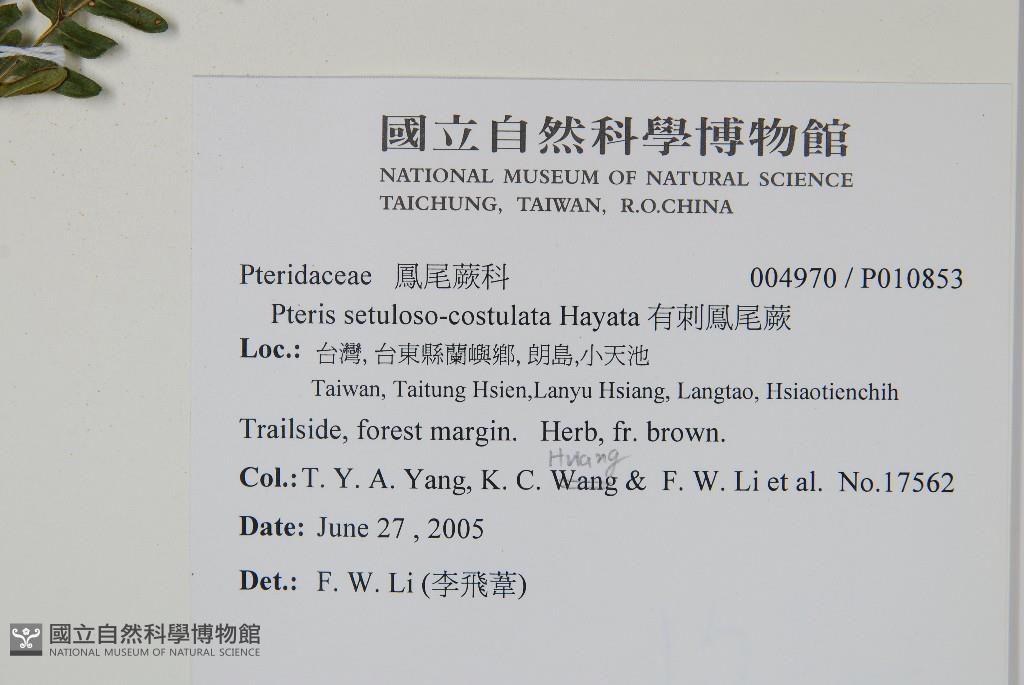 國立自然科學博物館
NATIONAL MUSEUM OF NATURAL SCIENCE
TAICHUNG, TAIWAN, R.O.CHINA
Pteridaceae 鳳尾蕨科 004970 / P010853
Pteris setuloso-costulata Hayata 有刺鳳尾蕨
Loc.: 台灣, 台東縣蘭嶼鄉, 朗島,小天池
Taiwan, Taitung Hsien,Lanyu Hsiang, Langtao, Hsiaotienchih
Trailside, forest margin. Herb, fr. brown.
Huang
Col.: T. Y. A. Yang, K. C. Wang & F. W. Li et al. No.17562
Date: June 27 , 2005
Det.: F. W. Li (李飛葦)
國立自然科學博物館
NATIONAL MUSEUM OF NATURAL SCIENCE